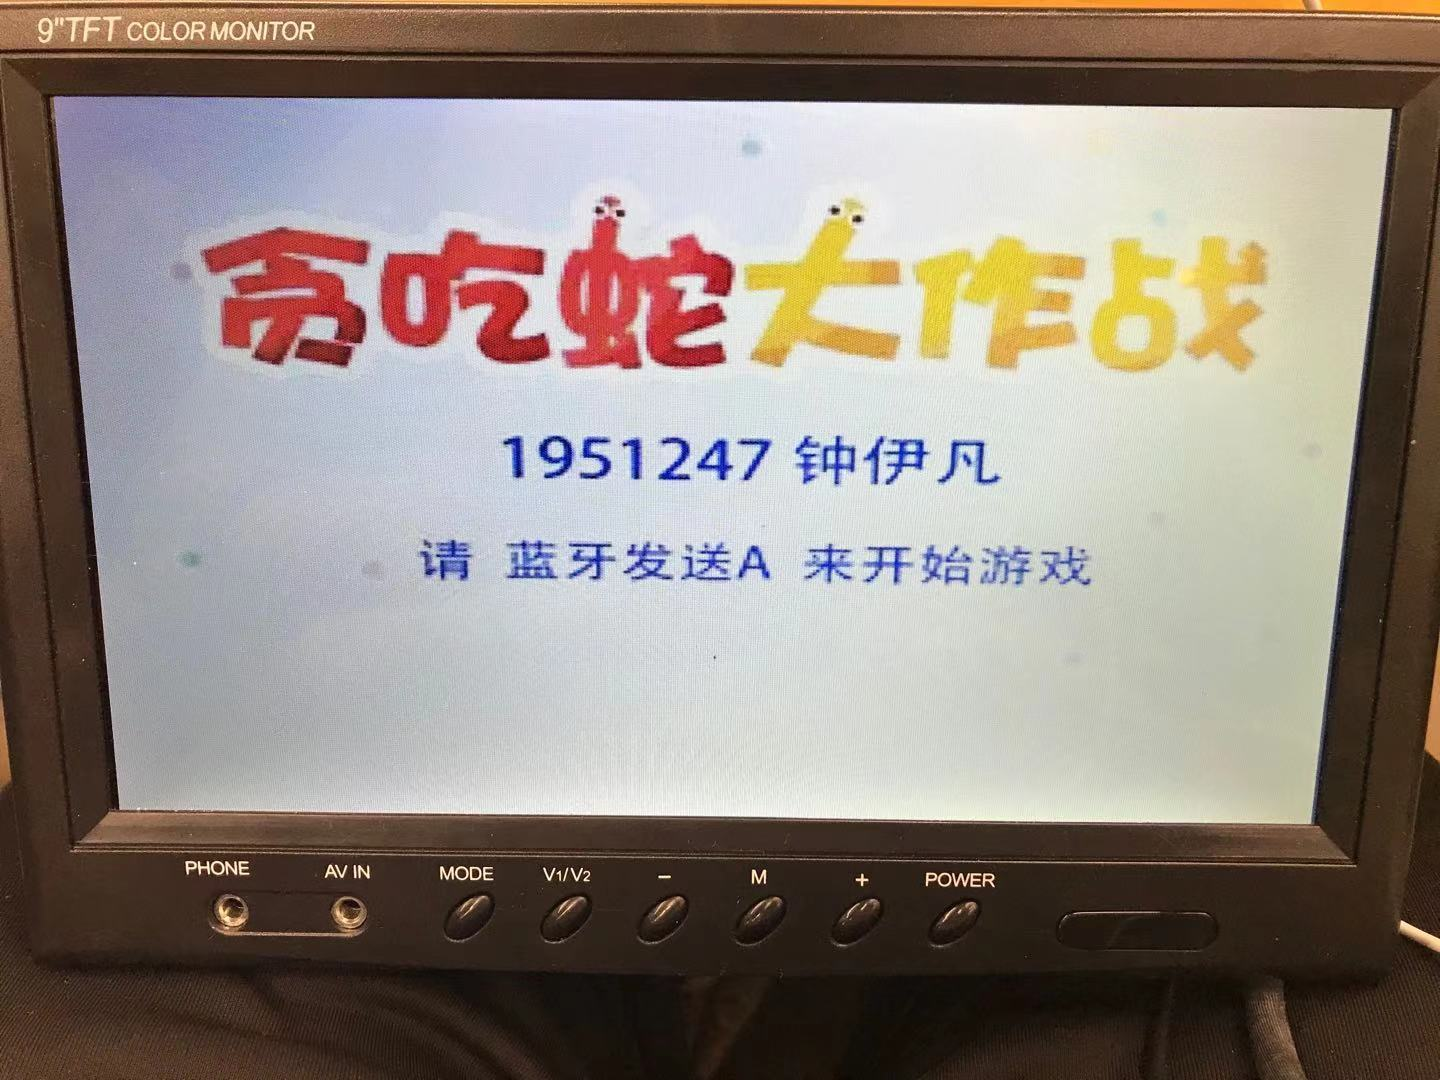 9"TFT COLOR MONITOR
贪吃蛇大作战
1951247 钟伊凡
请 蓝牙发送A 来开始游戏
PHONE AV IN MODE V1/V2 − M + POWER